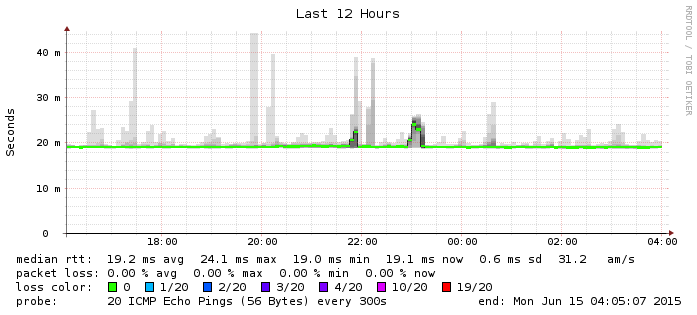 Last 12 Hours
RRDTOOL / TOBI OETIKER
Seconds
40 m
30 m
20 m
10 m
0
18:00 20:00 22:00 00:00 02:00 04:00
median rtt: 19.2 ms avg 24.1 ms max 19.0 ms min 19.1 ms now 0.6 ms sd 31.2 am/s
packet loss: 0.00 % avg 0.00 % max 0.00 % min 0.00 % now
loss color: 0 1/20 2/20 3/20 4/20 10/20 19/20
probe: 20 ICMP Echo Pings (56 Bytes) every 300s end: Mon Jun 15 04:05:07 2015